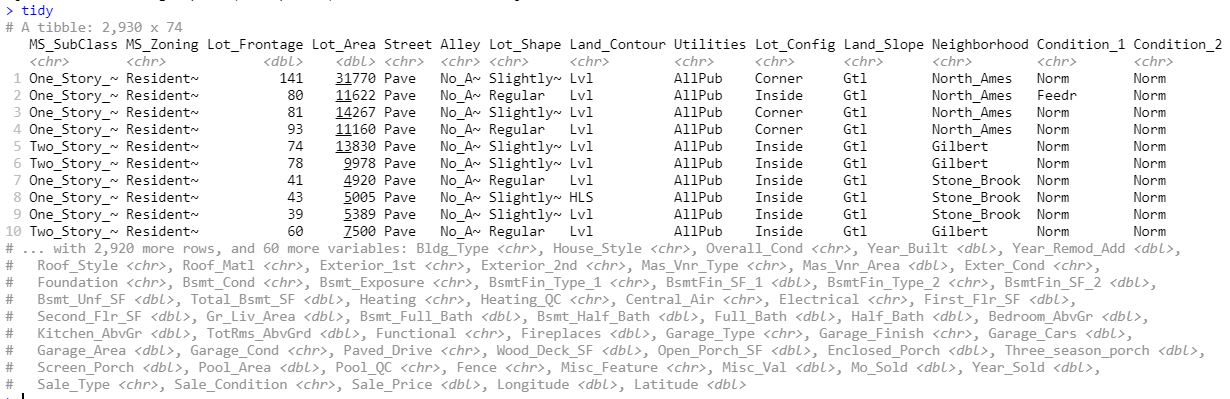 > tidy
# A tibble: 2,930 x 74
MS_SubClass MS_Zoning Lot_Frontage Lot_Area Street Alley Lot_Shape Land_Contour Utilities Lot_Config Land_Slope Neighborhood Condition_1 Condition_2
<chr> <chr> <dbl> <dbl> <chr> <chr> <chr> <chr> <chr> <chr> <chr> <chr> <chr> <chr>
1 One_Story_~ Resident~ 141 31770 Pave No_A~ Slightly~ Lvl AllPub Corner Gtl North_Ames Norm Norm
2 One_Story_~ Resident~ 80 11622 Pave No_A~ Regular Lvl AllPub Inside Gtl North_Ames Feedr Norm
3 One_Story_~ Resident~ 81 14267 Pave No_A~ Slightly~ Lvl AllPub Corner Gtl North_Ames Norm Norm
4 One_Story_~ Resident~ 93 11160 Pave No_A~ Regular Lvl AllPub Corner Gtl North_Ames Norm Norm
5 Two_Story_~ Resident~ 74 13830 Pave No_A~ Slightly~ Lvl AllPub Inside Gtl Gilbert Norm Norm
6 Two_Story_~ Resident~ 78 9978 Pave No_A~ Slightly~ Lvl AllPub Inside Gtl Gilbert Norm Norm
7 One_Story_~ Resident~ 41 4920 Pave No_A~ Regular Lvl AllPub Inside Gtl Stone_Brook Norm Norm
8 One_Story_~ Resident~ 43 5005 Pave No_A~ Slightly~ HLS AllPub Inside Gtl Stone_Brook Norm Norm
9 One_Story_~ Resident~ 39 5389 Pave No_A~ Slightly~ Lvl AllPub Inside Gtl Stone_Brook Norm Norm
10 Two_Story_~ Resident~ 60 7500 Pave No_A~ Regular Lvl AllPub Inside Gtl Gilbert Norm Norm
# ... with 2,920 more rows, and 60 more variables: Bldg_Type <chr>, House_Style <chr>, Overall_Cond <chr>, Year_Built <dbl>, Year_Remod_Add <dbl>,
# Roof_Style <chr>, Roof_Matl <chr>, Exterior_1st <chr>, Exterior_2nd <chr>, Mas_Vnr_Type <chr>, Mas_Vnr_Area <dbl>, Exter_Cond <chr>,
# Foundation <chr>, Bsmt_Cond <chr>, Bsmt_Exposure <chr>, BsmtFin_Type_1 <chr>, BsmtFin_SF_1 <dbl>, BsmtFin_Type_2 <chr>, BsmtFin_SF_2 <dbl>,
# Bsmt_Unf_SF <dbl>, Total_Bsmt_SF <dbl>, Heating <chr>, Heating_QC <chr>, Central_Air <chr>, Electrical <chr>, First_Flr_SF <dbl>,
# Second_Flr_SF <dbl>, Gr_Liv_Area <dbl>, Bsmt_Full_Bath <dbl>, Bsmt_Half_Bath <dbl>, Full_Bath <dbl>, Half_Bath <dbl>, Bedroom_AbvGr <dbl>,
# Kitchen_AbvGr <dbl>, TotRms_AbvGrd <dbl>, Functional <chr>, Fireplaces <dbl>, Garage_Type <chr>, Garage_Finish <chr>, Garage_Cars <dbl>,
# Garage_Area <dbl>, Garage_Cond <chr>, Paved_Drive <chr>, Wood_Deck_SF <dbl>, Open_Porch_SF <dbl>, Enclosed_Porch <dbl>, Three_season_porch <dbl>,
# Screen_Porch <dbl>, Pool_Area <dbl>, Pool_QC <chr>, Fence <chr>, Misc_Feature <chr>, Misc_Val <dbl>, Mo_Sold <dbl>, Year_Sold <dbl>,
# Sale_Type <chr>, Sale_Condition <chr>, Sale_Price <dbl>, Longitude <dbl>, Latitude <dbl>